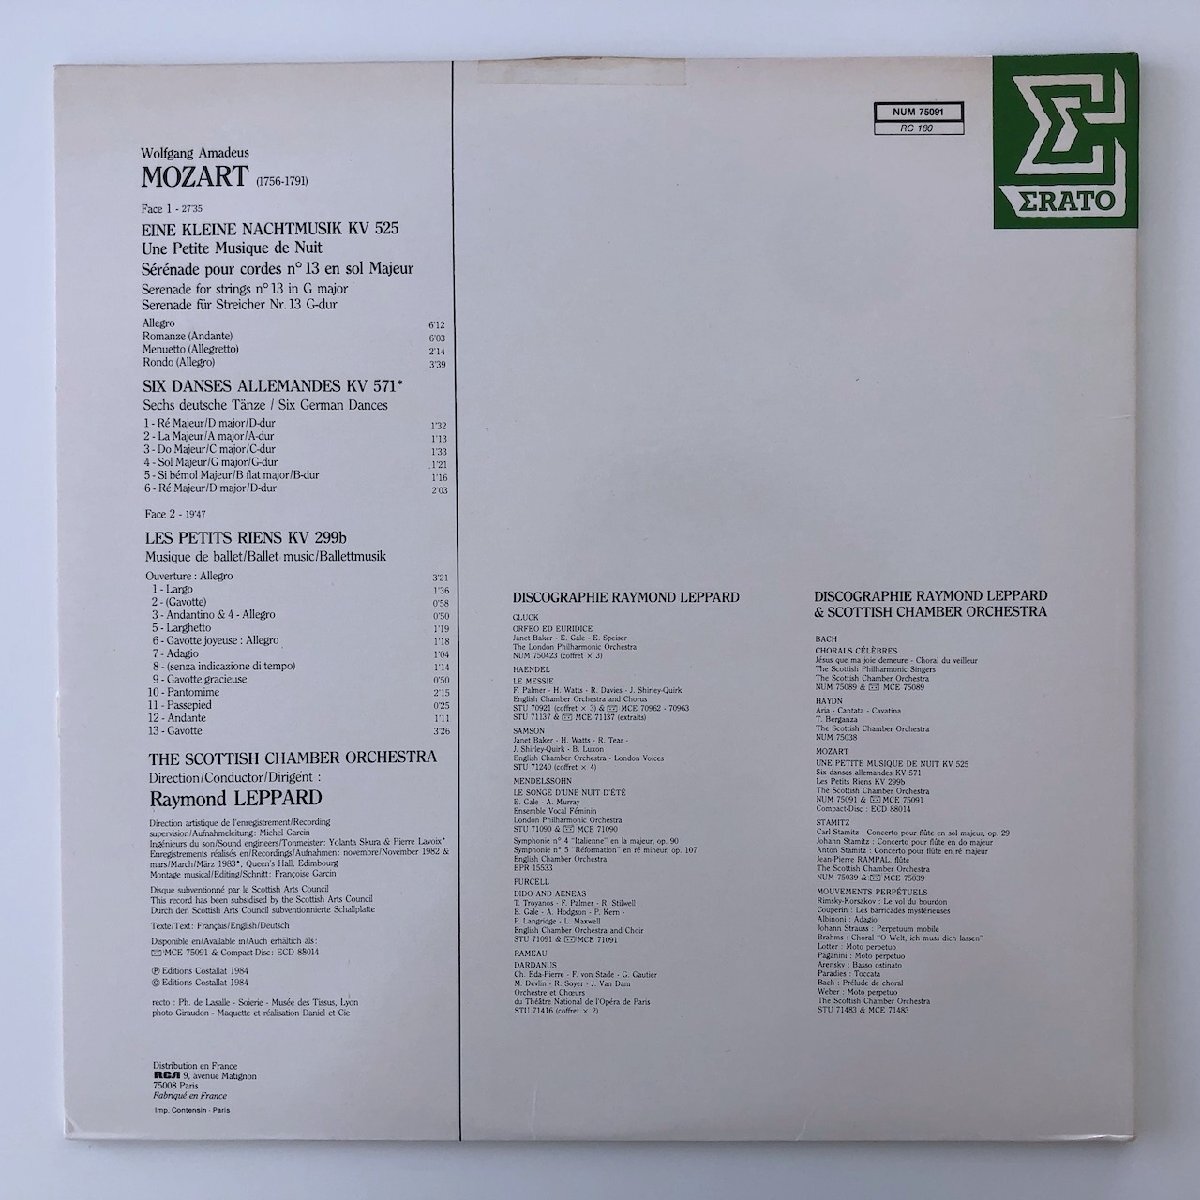 NUM 75091
RC 190
ERATO
Wolfgang Amadeus
MOZART (1756-1791)
Face 1 - 27'35
EINE KLEINE NACHTMUSIK KV 525
Une Petite Musique de Nuit
Sérénade pour cordes n° 13 en sol Majeur
Serenade for strings n° 13 in G major
Serenade für Streicher Nr. 13 G-dur
Allegro 6'12
Romanze (Andante) 6'03
Menuetto (Allegretto) 2'14
Rondo (Allegro) 3'39
SIX DANSES ALLEMANDES KV 571*
Sechs deutsche Tänze / Six German Dances
1 - Ré Majeur/D major/D-dur 1'32
2 - La Majeur/A major/A-dur 1'13
3 - Do Majeur/C major/C-dur 1'33
4 - Sol Majeur/G major/G-dur 1'21
5 - Si bémol Majeur/B flat major/B-dur 1'16
6 - Ré Majeur/D major/D-dur 2'03
Face 2 - 19'47
LES PETITS RIENS KV 299b
Musique de ballet/Ballet music/Ballettmusik
Ouverture : Allegro 3'21
1 - Largo 1'36
2 - (Gavotte) 0'58
3 - Andantino & 4 - Allegro 0'50
5 - Larghetto 1'19
6 - Gavotte joyeuse : Allegro 1'18
7 - Adagio 1'04
8 - (senza indicazione di tempo) 1'14
9 - Gavotte gracieuse 0'50
10 - Pantomime 2'15
11 - Passepied 0'25
12 - Andante 1'11
13 - Gavotte 3'26
THE SCOTTISH CHAMBER ORCHESTRA
Direction/Conductor/Dirigent :
Raymond LEPPARD
Direction artistique de l'enregistrement/Recording
supervision/Aufnahmeleitung: Michel Garcin
Ingénieurs du son/Sound engineers/Tonmeister: Yolanta Skura & Pierre Lavoix*
Enregistrements réalisés en/Recordings/Aufnahmen: novembre/November 1982 &
mars/March/März 1983*, Queen's Hall, Edimbourg
Montage musical/Editing/Schnitt: Françoise Garcin
Disque subventionné par le Scottish Arts Council
This record has been subsdised by the Scottish Arts Council
Durch der Scottish Arts Council subventionnierte Schallplatte
Texte/Text: Français/English/Deutsch
Disponible en/Available in/Auch erhältich als:
MCE 75091 & Compact Disc: ECD 88014
℗ Editions Costallat 1984
© Editions Costallat 1984
recto : Ph. de Lasalle - Soierie - Musée des Tissus, Lyon
photo Giraudon - Maquette et réalisation Daniel et Cie
Distribution en France
RCA 9, avenue Matignon
75008 Paris
Fabriqué en France
Imp. Contensin - Paris
DISCOGRAPHIE RAYMOND LEPPARD
GLUCK
ORFEO ED EURIDICE
Janet Baker - E. Gale - E. Speiser
The London Philharmonic Orchestra
NUM 750423 (coffret × 3)
HAENDEL
LE MESSIE
F. Palmer - H. Watts - R. Davies - J. Shirley-Quirk
English Chamber Orchestra and Chorus
STU 70921 (coffret × 3) & MCE 70962 - 70963
STU 71137 & MCE 71137 (extraits)
SAMSON
Janet Baker - H. Watts - R. Tear -
J. Shirley-Quirk - B. Luxon
English Chamber Orchestra - London Voices
STU 71240 (coffret × 4)
MENDELSSOHN
LE SONGE D'UNE NUIT D'ÉTÉ
E. Gale - A. Murray
Ensemble Vocal Féminin
London Philharmonic Orchestra
STU 71090 & MCE 71090
Symphonie n° 4 "Italienne" en la majeur, op. 90
Symphonie n° 5 "Réformation" en ré mineur, op. 107
English Chamber Orchestra
EPR 15533
PURCELL
DIDO AND AENEAS
T. Troyanos - F. Palmer - R. Stilwell
E. Gale - A. Hodgson - P. Kern -
P. Langridge - L. Maxwell
English Chamber Orchestra and Choir
STU 71091 & MCE 71091
RAMEAU
DARDANUS
Ch. Eda-Pierre - F. von Stade - G. Gautier
M. Devlin - R. Soyer - J. Van Dam
Orchestre et Chœurs
du Théâtre National de l'Opéra de Paris
STU 71416 (coffret × 2)
DISCOGRAPHIE RAYMOND LEPPARD
& SCOTTISH CHAMBER ORCHESTRA
BACH
CHORALS CÉLÈBRES
Jésus que ma joie demeure - Choral du veilleur
The Scottish Philharmonic Singers
The Scottish Chamber Orchestra
NUM 75089 & MCE 75089
HAYDN
Aria - Cantata - Cavatina
T. Berganza
The Scottish Chamber Orchestra
NUM 75038
MOZART
UNE PETITE MUSIQUE DE NUIT KV 525
Six danses allemandes KV 571
Les Petits Riens KV 299b
The Scottish Chamber Orchestra
NUM 75091 & MCE 75091
Compact-Disc : ECD 88014
STAMITZ
Carl Stamitz : Concerto pour flûte en sol majeur, op. 29
Johann Stamitz : Concerto pour flûte en do majeur
Anton Stamitz : Concerto pour flûte en ré majeur
Jean-Pierre RAMPAL, flûte
The Scottish Chamber Orchestra
NUM 75039 & MCE 75039
MOUVEMENTS PERPÉTUELS
Rimsky-Korsakov : Le vol du bourdon
Couperin : Les barricades mystérieuses
Albinoni : Adagio
Johann Strauss : Perpetuum mobile
Brahms : Choral "O Welt, ich muss dich lassen"
Lotter : Moto perpetuo
Paganini : Moto perpetuo
Arensky : Basso ostinato
Paradies : Toccata
Bach : Prélude de choral
Weber : Moto perpetuo
The Scottish Chamber Orchestra
STU 71483 & MCE 71483